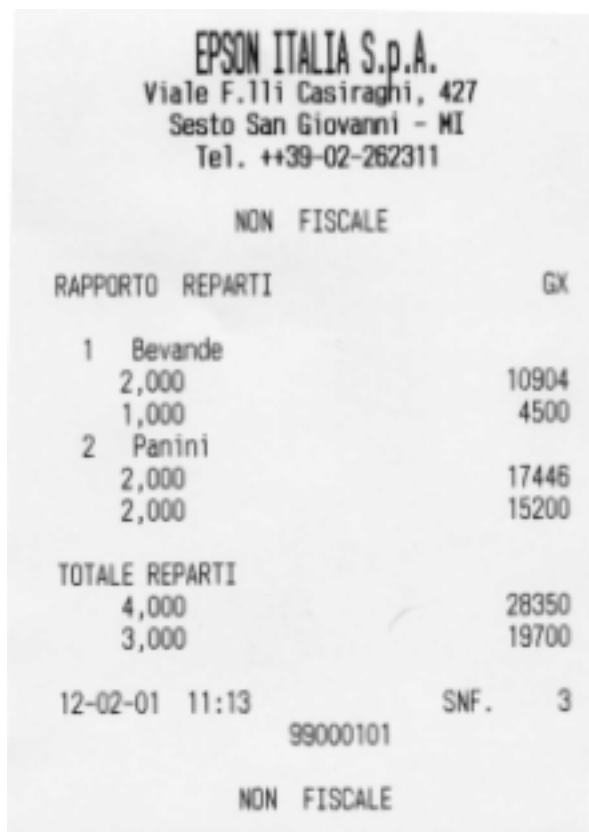 EPSON ITALIA S.p.A.
Viale F.lli Casiraghi, 427
Sesto San Giovanni - MI
Tel. ++39-02-262311
NON FISCALE
RAPPORTO REPARTI GX
1 Bevande
2,000 10904
1,000 4500
2 Panini
2,000 17446
2,000 15200
TOTALE REPARTI
4,000 28350
3,000 19700
12-02-01 11:13 SNF. 3
99000101
NON FISCALE